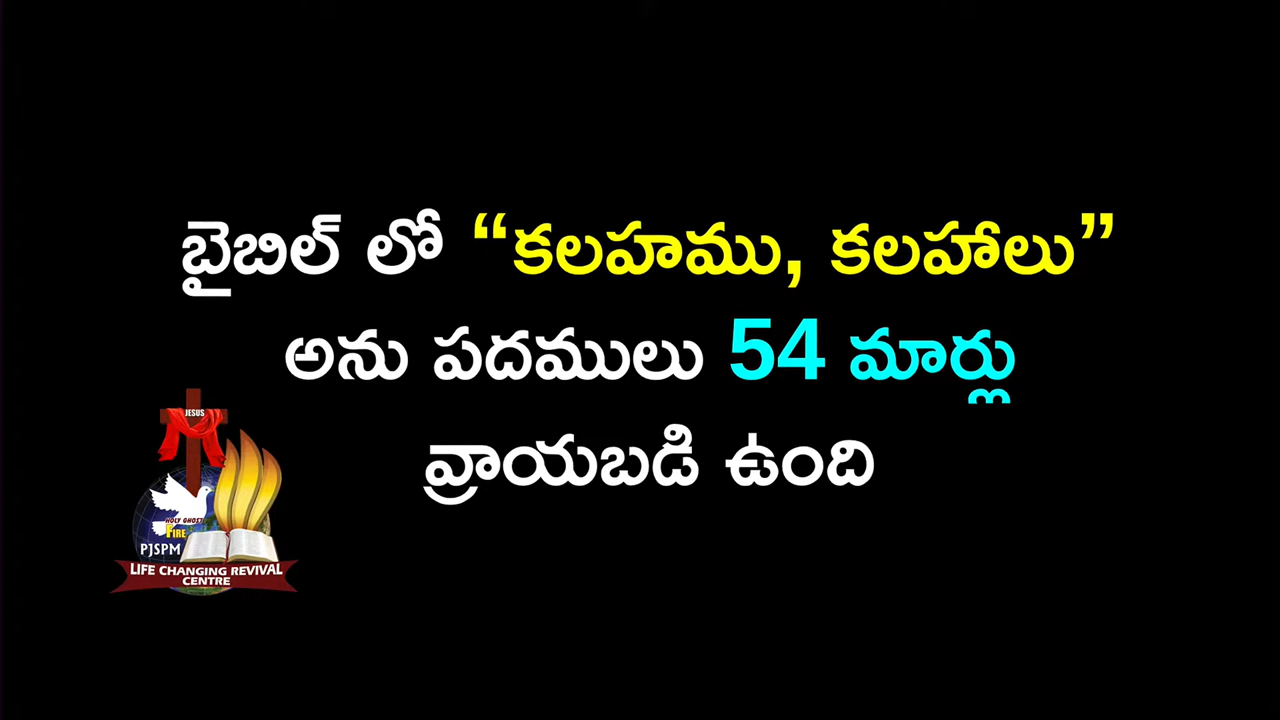 బైబిల్ లో “కలహము, కలహాలు”
అను పదములు 54 మార్లు
వ్రాయబడి ఉంది
JESUS
HOLY GHOST
FIRE
PJSPM
LIFE CHANGING REVIVAL
CENTRE